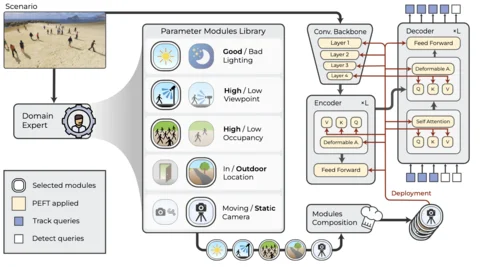 Scenario
Domain
Expert
Selected modules
PEFT applied
Track queries
Detect queries
Parameter Modules Library
Good / Bad
Lighting
High / Low
Viewpoint
High / Low
Occupancy
In / Outdoor
Location
Moving / Static
Camera
Conv. Backbone
Layer 1
Layer 2
Layer 3
Layer K
Encoder ×L
V K Q
Deformable A.
Feed Forward
Decoder ×L
Feed Forward
Deformable A.
Q K V
Self Attention
Q K V
Deployment
Modules
Composition